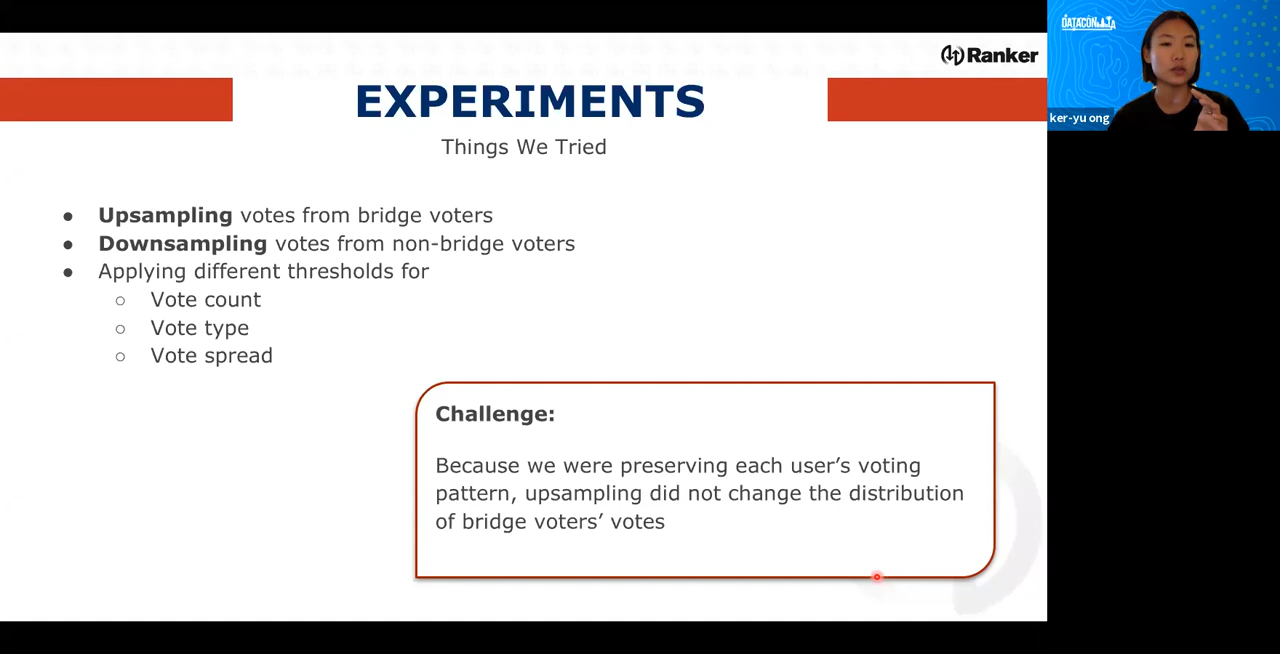 DATACON LA
Ranker
ker-yu ong
EXPERIMENTS
Things We Tried
● Upsampling votes from bridge voters
● Downsampling votes from non-bridge voters
● Applying different thresholds for
○ Vote count
○ Vote type
○ Vote spread
Challenge:
Because we were preserving each user’s voting
pattern, upsampling did not change the distribution
of bridge voters’ votes